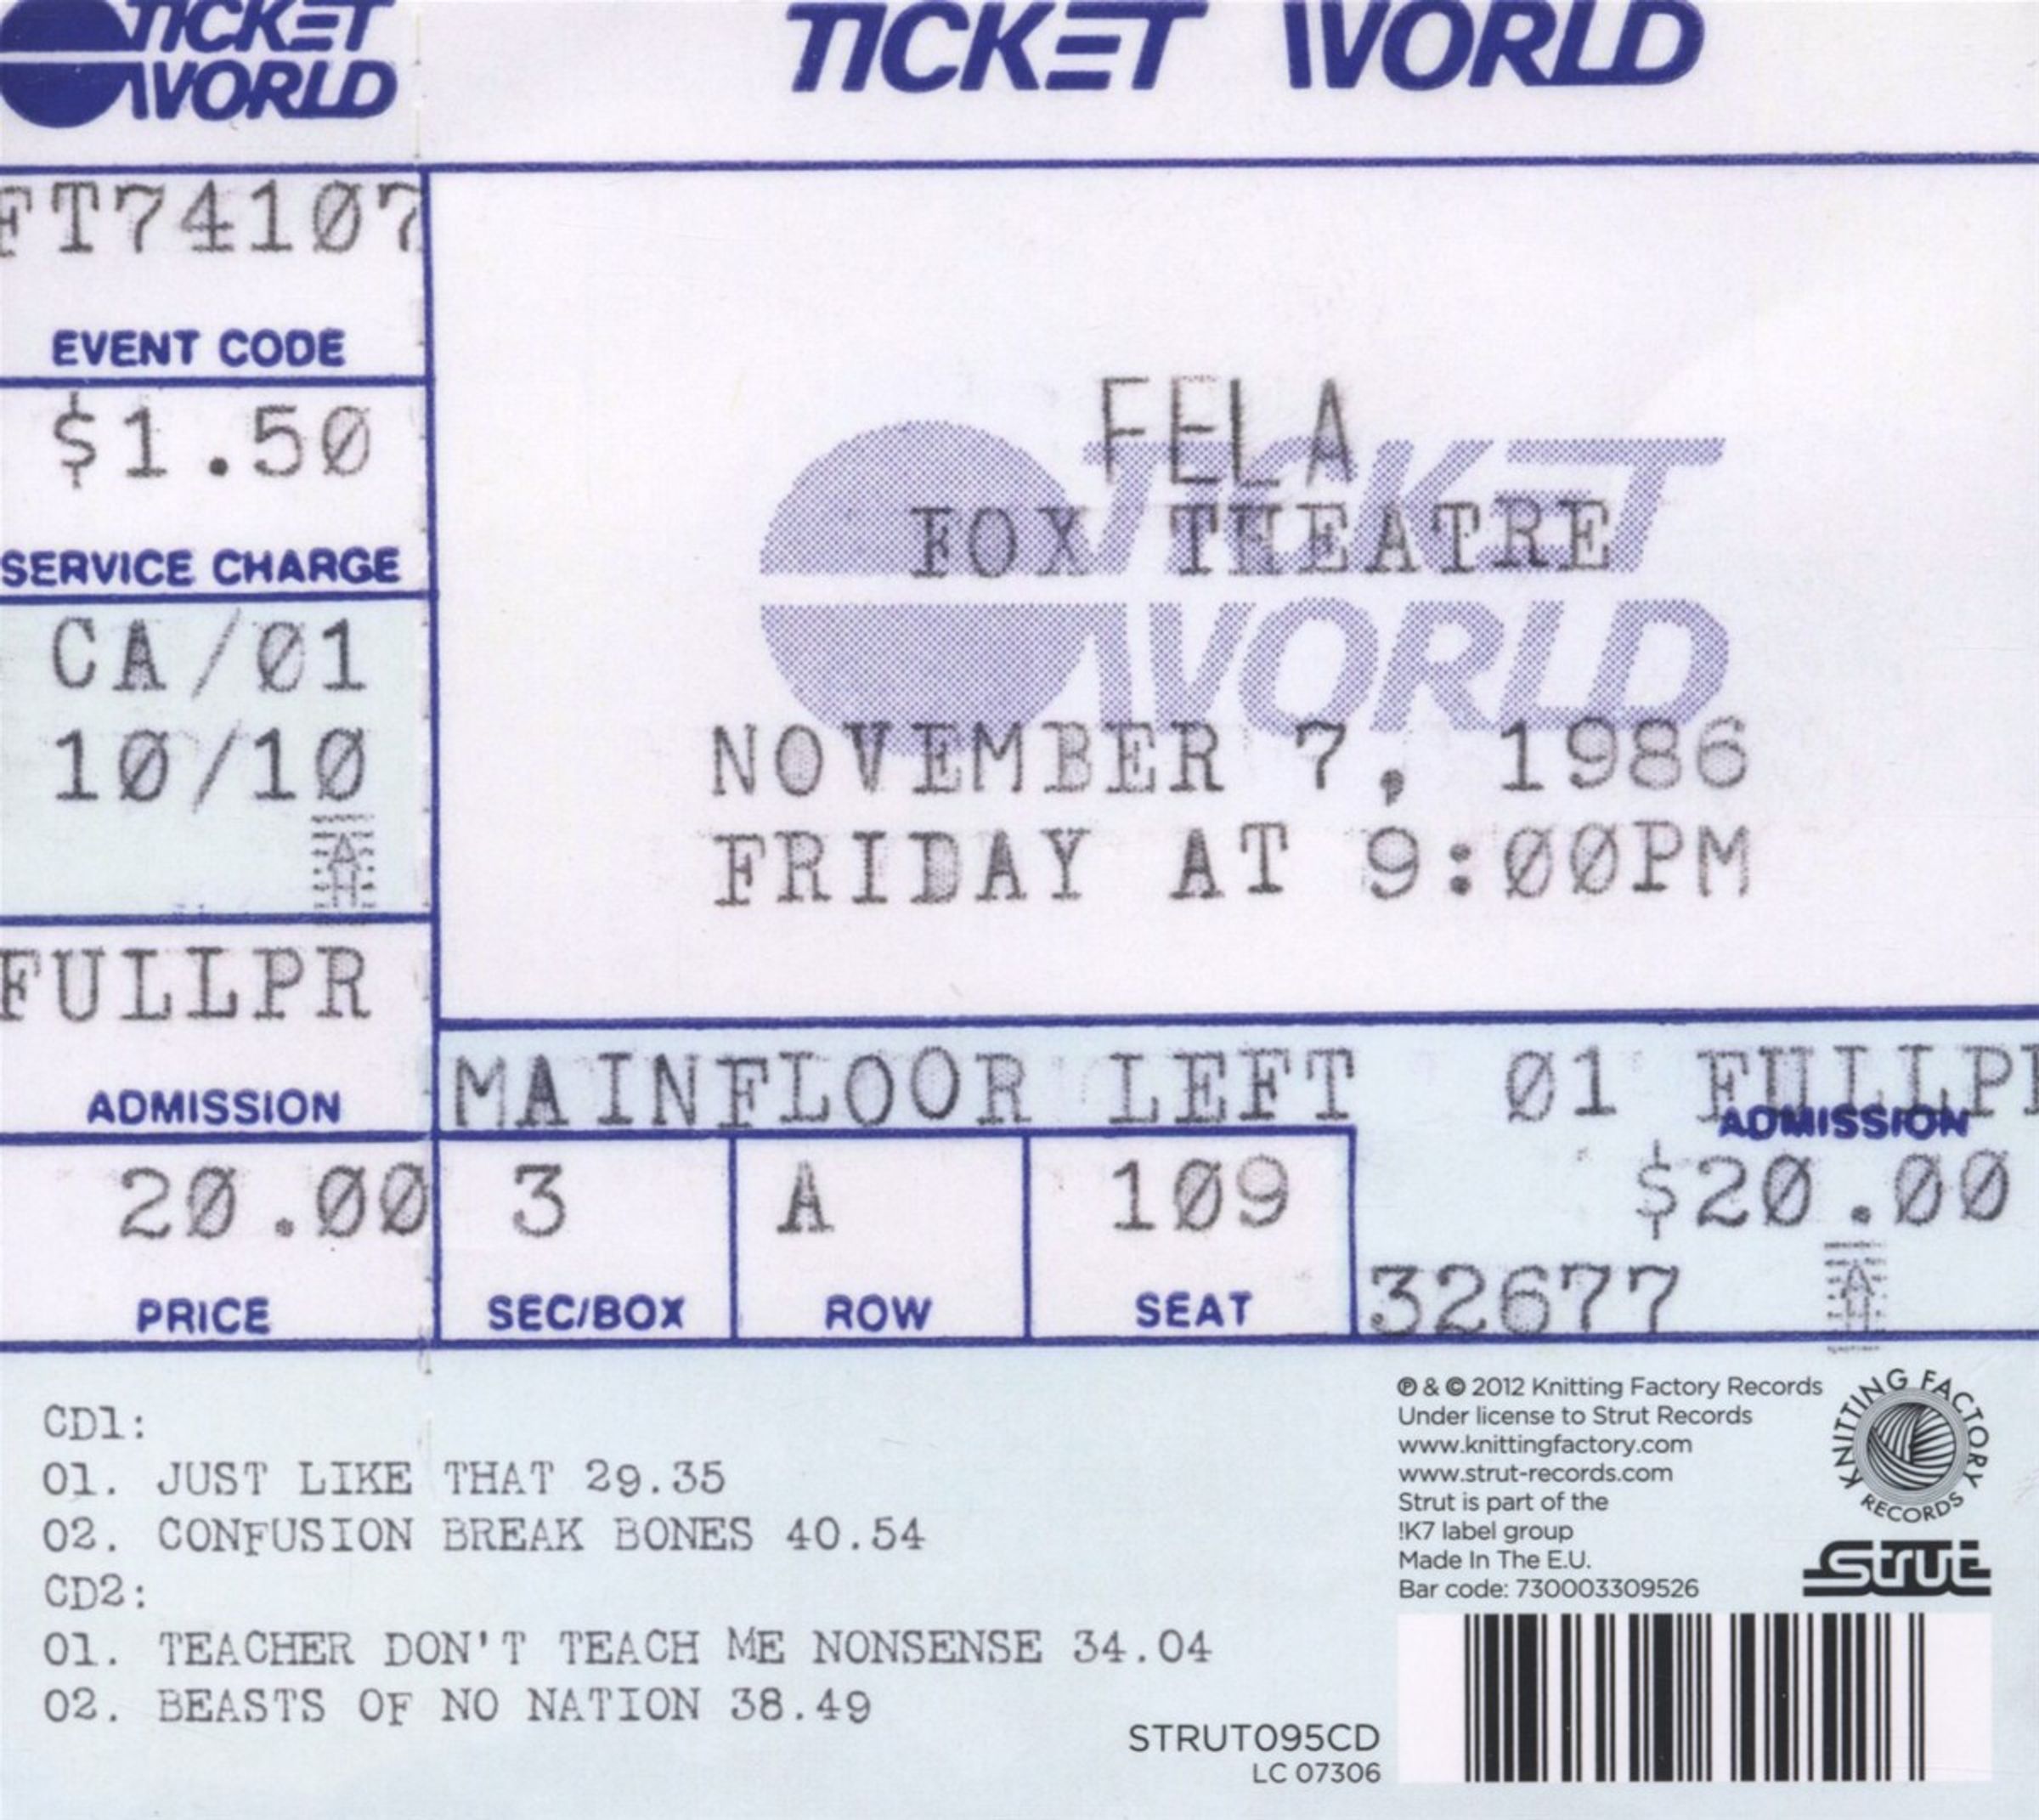 TICKET
WORLD
TICKET WORLD
FT74107
EVENT CODE
$1.50
SERVICE CHARGE
CA/01
10/10
FULLPR
ADMISSION
20.00
PRICE
FELA
TICKET
FOX THEATRE
WORLD
NOVEMBER 7, 1986
FRIDAY AT 9:00PM
MAINFLOOR LEFT 01 FULLPR
ADMISSION
3 A 109 $20.00
SEC/BOX ROW SEAT 32677
CD1:
01. JUST LIKE THAT 29.35
02. CONFUSION BREAK BONES 40.54
CD2:
01. TEACHER DON'T TEACH ME NONSENSE 34.04
02. BEASTS OF NO NATION 38.49
℗ & © 2012 Knitting Factory Records
Under license to Strut Records
www.knittingfactory.com
www.strut-records.com
Strut is part of the
!K7 label group
Made In The E.U.
Bar code: 730003309526
KNITTING FACTORY RECORDS
strut
STRUT095CD
LC 07306